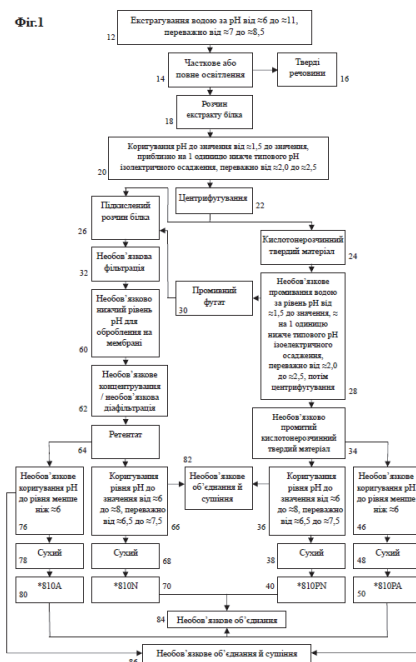 Фіг.1
Екстрагування водою за pH від ≈6 до ≈11,
переважно від ≈7 до ≈8,5
12
Часткове або
повне освітлення
14
Тверді
речовини
16
Розчин
екстракту білка
18
Коригування pH до значення від ≈1,5 до значення,
приблизно на 1 одиницю нижче типового pH
ізоелектричного осадження, переважно від ≈2,0 до ≈2,5
20
Центрифугування
22
Підкислений
розчин білка
26
Кислотонерозчинний
твердий матеріал
24
Необов'язкова
фільтрація
32
Промивний
фугат
30
Необов'язкове
промивання водою
за рівень pH від
≈1,5 до значення, ≈
на 1 одиницю
нижче типового pH
ізоелектричного
осадження,
переважно від ≈2,0
до ≈2,5, потім
центрифугування
28
Необов'язково
нижчий рівень
pH для
оброблення на
мембрані
60
Необов'язкове
концентрування
/ необов'язкова
діафільтрація
62
Ретентат
64
Необов'язково
промитий
кислотонерозчинний
твердий матеріал
34
82
Необов'язкове
об'єднання й
сушіння
Необов'язкове
коригування pH
до рівня менше
ніж ≈6
76
Коригування
рівня pH до
значення від ≈6
до ≈8, переважно
від ≈6,5 до ≈7,5
66
Коригування
рівня pH до
значення від ≈6
до ≈8, переважно
від ≈6,5 до ≈7,5
36
Необов'язкове
коригування pH
до рівня менше
ніж ≈6
46
Сухий
78
Сухий
68
Сухий
38
Сухий
48
*810A
80
*810N
70
*810PN
40
*810PA
50
Необов'язкове об'єднання
84
Необов'язкове об'єднання й сушіння
86